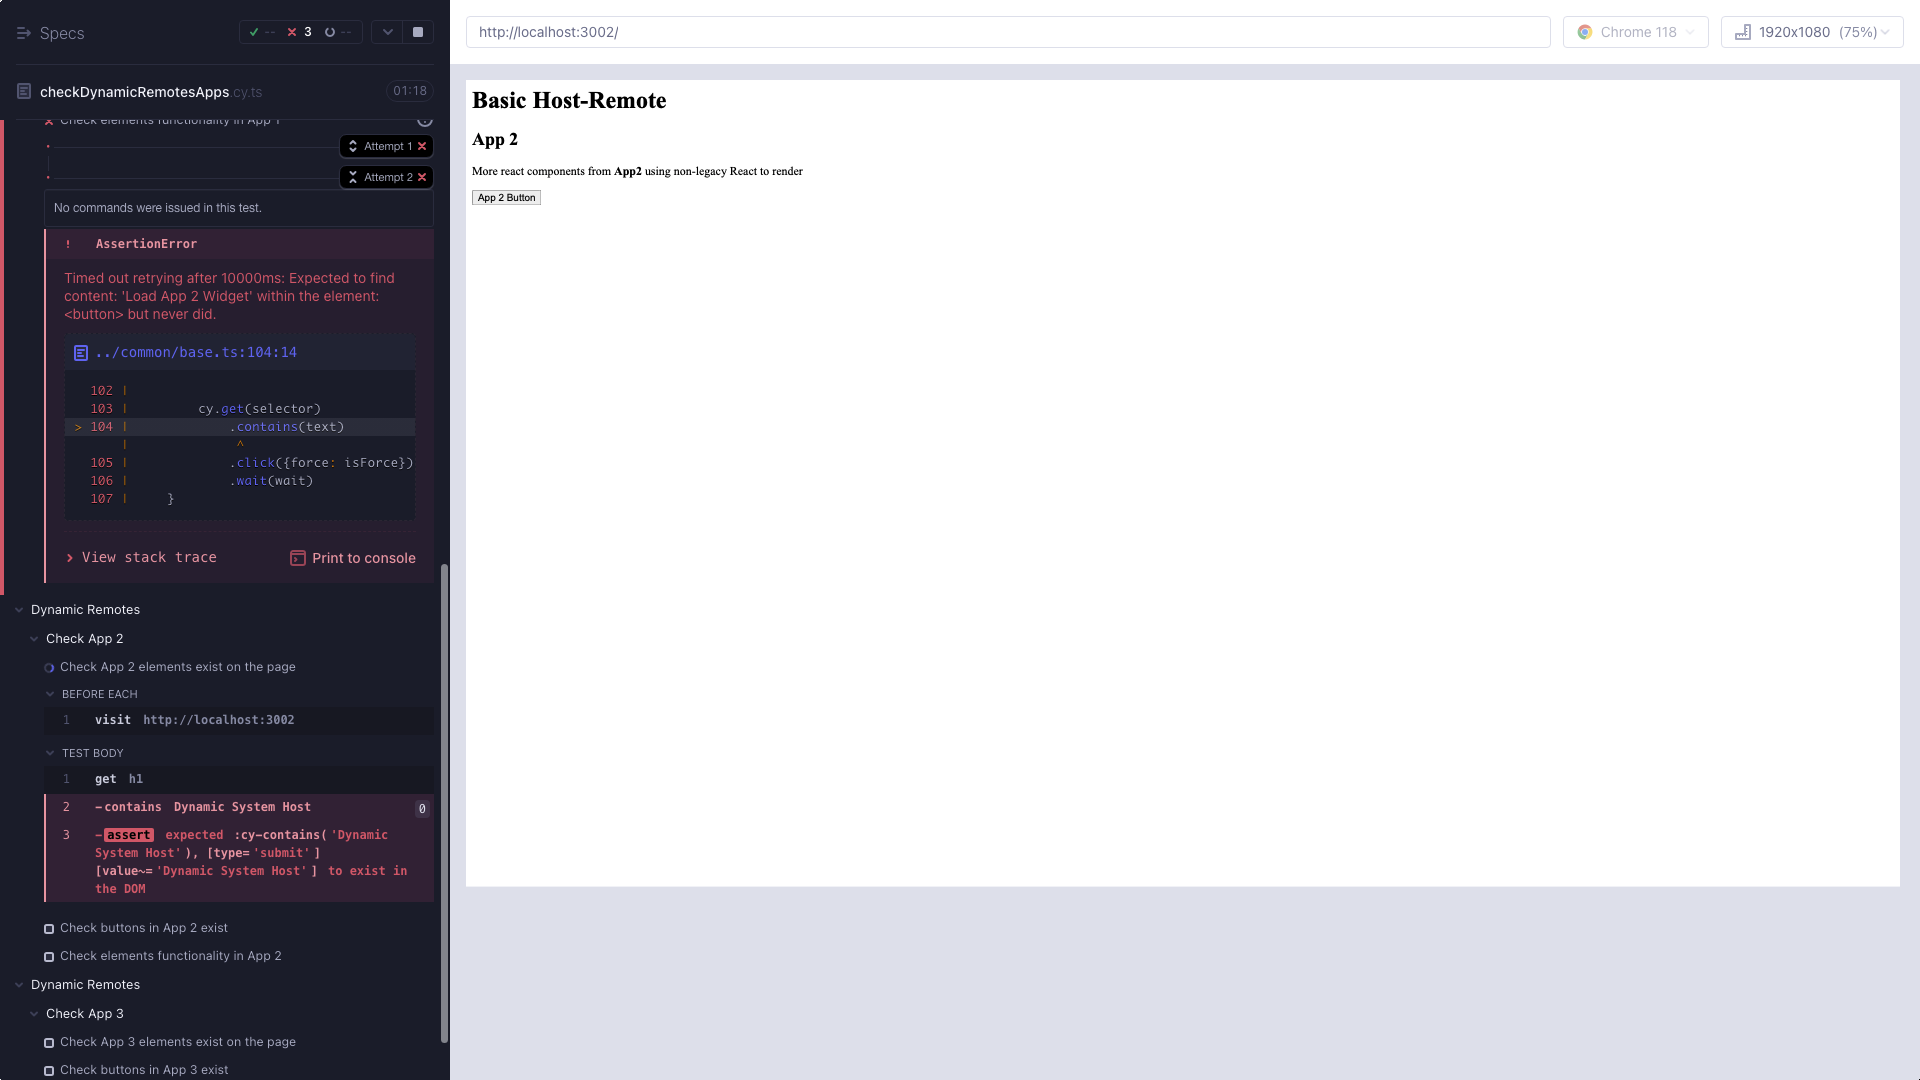 Specs
-- 3 --
checkDynamicRemotesApps.cy.ts 01:18
Check elements functionality in App 1
Attempt 1
Attempt 2
No commands were issued in this test.
! AssertionError
Timed out retrying after 10000ms: Expected to find
content: 'Load App 2 Widget' within the element:
<button> but never did.
../common/base.ts:104:14
102 |
103 | cy.get(selector)
> 104 | .contains(text)
| ^
105 | .click({force: isForce})
106 | .wait(wait)
107 | }
View stack trace
Print to console
Dynamic Remotes
Check App 2
Check App 2 elements exist on the page
BEFORE EACH
1 visit http://localhost:3002
TEST BODY
1 get h1
2 -contains Dynamic System Host 0
3 -assert expected :cy-contains('Dynamic
System Host'), [type='submit']
[value~='Dynamic System Host'] to exist in
the DOM
Check buttons in App 2 exist
Check elements functionality in App 2
Dynamic Remotes
Check App 3
Check App 3 elements exist on the page
Check buttons in App 3 exist
http://localhost:3002/
Chrome 118
1920x1080 (75%)
Basic Host-Remote
App 2
More react components from App2 using non-legacy React to render
App 2 Button